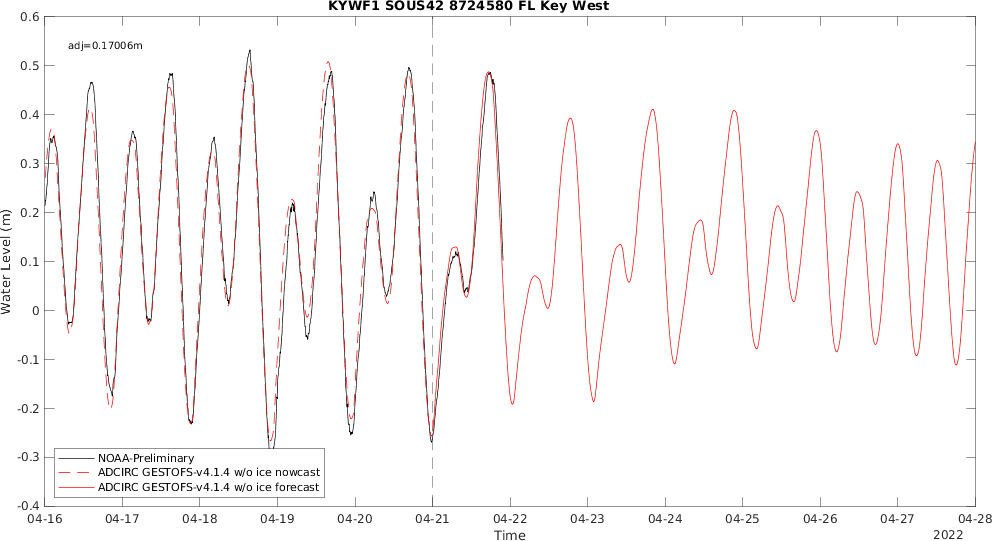 KYWF1 SOUS42 8724580 FL Key West
0.6
adj=0.17006m
0.5
0.4
0.3
0.2
Water Level (m)
0.1
0
-0.1
-0.2
-0.3
NOAA-Preliminary
ADCIRC GESTOFS-v4.1.4 w/o ice nowcast
ADCIRC GESTOFS-v4.1.4 w/o ice forecast
-0.4
04-16 04-17 04-18 04-19 04-20 04-21 04-22 04-23 04-24 04-25 04-26 04-27 04-28
Time
2022